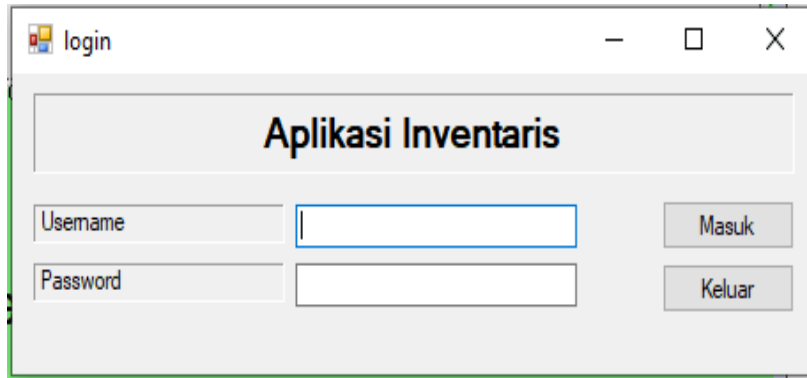 login
Aplikasi Inventaris
Username
Masuk
Password
Keluar